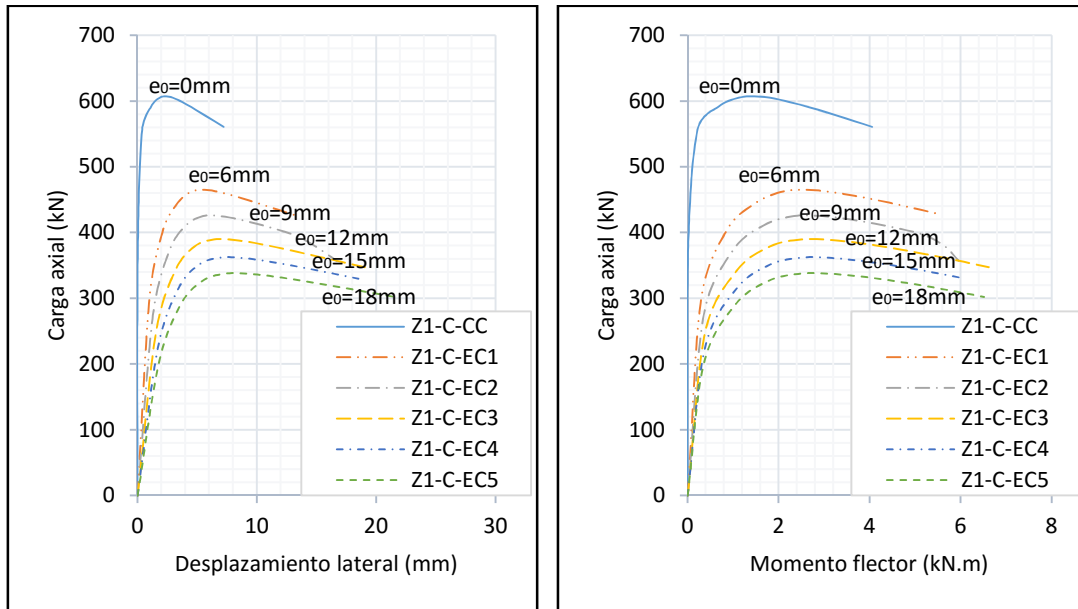 700
600
500
400
300
200
100
0
Carga axial (kN)
e₀=0mm
e₀=6mm
e₀=9mm
e₀=12mm
e₀=15mm
e₀=18mm
Z1-C-CC
Z1-C-EC1
Z1-C-EC2
Z1-C-EC3
Z1-C-EC4
Z1-C-EC5
0 10 20 30
Desplazamiento lateral (mm)
700
600
500
400
300
200
100
0
Carga axial (kN)
e₀=0mm
e₀=6mm
e₀=9mm
e₀=12mm
e₀=15mm
e₀=18mm
Z1-C-CC
Z1-C-EC1
Z1-C-EC2
Z1-C-EC3
Z1-C-EC4
Z1-C-EC5
0 2 4 6 8
Momento flector (kN.m)